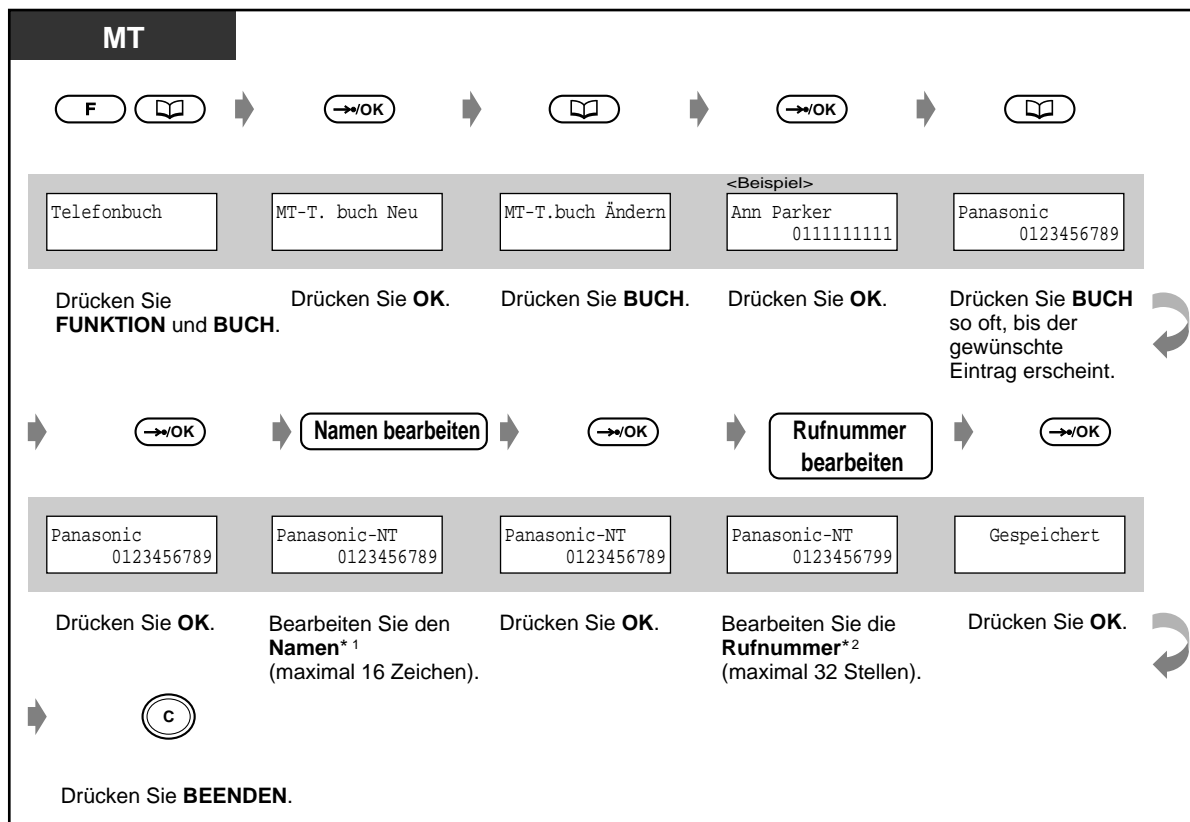 MT
F
/OK
/OK
<Beispiel>
Telefonbuch
MT-T. buch Neu
MT-T.buch Ändern
Ann Parker
0111111111
Panasonic
0123456789
Drücken Sie
FUNKTION und BUCH.
Drücken Sie OK.
Drücken Sie BUCH.
Drücken Sie OK.
Drücken Sie BUCH
so oft, bis der
gewünschte
Eintrag erscheint.
/OK
Namen bearbeiten
/OK
Rufnummer
bearbeiten
/OK
Panasonic
0123456789
Panasonic-NT
0123456789
Panasonic-NT
0123456789
Panasonic-NT
0123456799
Gespeichert
Drücken Sie OK.
Bearbeiten Sie den
Namen* 1
(maximal 16 Zeichen).
Drücken Sie OK.
Bearbeiten Sie die
Rufnummer*2
(maximal 32 Stellen).
Drücken Sie OK.
C
Drücken Sie BEENDEN.